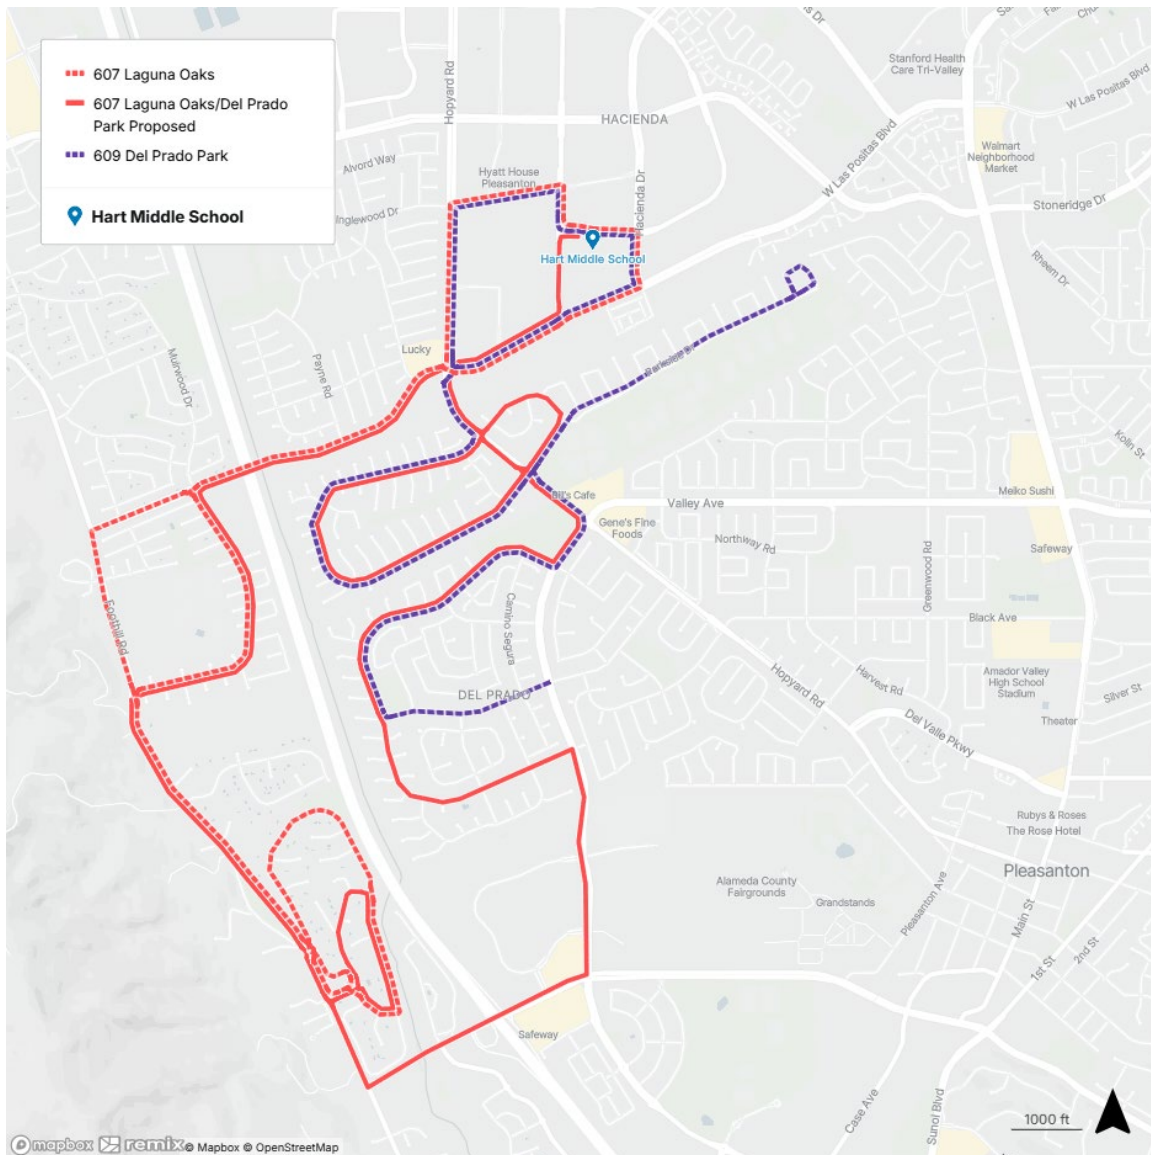 607 Laguna Oaks
607 Laguna Oaks/Del Prado
Park Proposed
609 Del Prado Park
Hart Middle School
Hopyard Rd
HACIENDA
Stanford Health
Care Tri-Valley
W Las Positas Blvd
W Las Positas Blvd
Walmart
Neighborhood
Market
Alvord Way
Hyatt House
Pleasanton
Hacienda Dr
Stoneridge Dr
Inglewood Dr
Hart Middle School
Rheem Dr
Lucky
Muirwood Dr
Payne Rd
Parkside Dr
Kolln St
Bill's Cafe
Valley Ave
Meiko Sushi
Gene's Fine
Foods
Northway Rd
Safeway
Greenwood Rd
Foothill Rd
Camino Segura
Black Ave
DEL PRADO
Hopyard Rd
Harvest Rd
Amador Valley
High School
Stadium
Silver St
Del Valle Pkwy
Theater
Rubys & Roses
The Rose Hotel
Pleasanton
Alameda County
Fairgrounds
Grandstands
Pleasanton Ave
Main St
2nd St
1st St
Safeway
Case Ave
Sunol Blvd
1000 ft
mapbox remix © Mapbox © OpenStreetMap